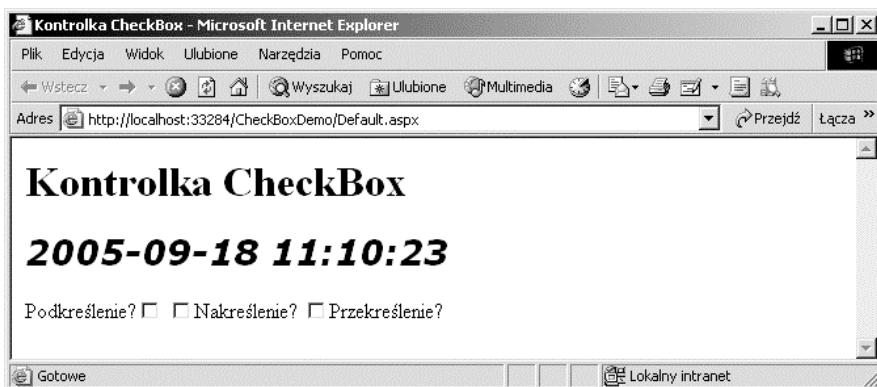 Kontrolka CheckBox - Microsoft Internet Explorer
Plik Edycja Widok Ulubione Narzędzia Pomoc
Wstecz Wyszukaj Ulubione Multimedia
Adres http://localhost:33284/CheckBoxDemo/Default.aspx Przejdź Łącza »
Kontrolka CheckBox
2005-09-18 11:10:23
Podkreślenie? Nakreślenie? Przekreślenie?
Gotowe Lokalny intranet